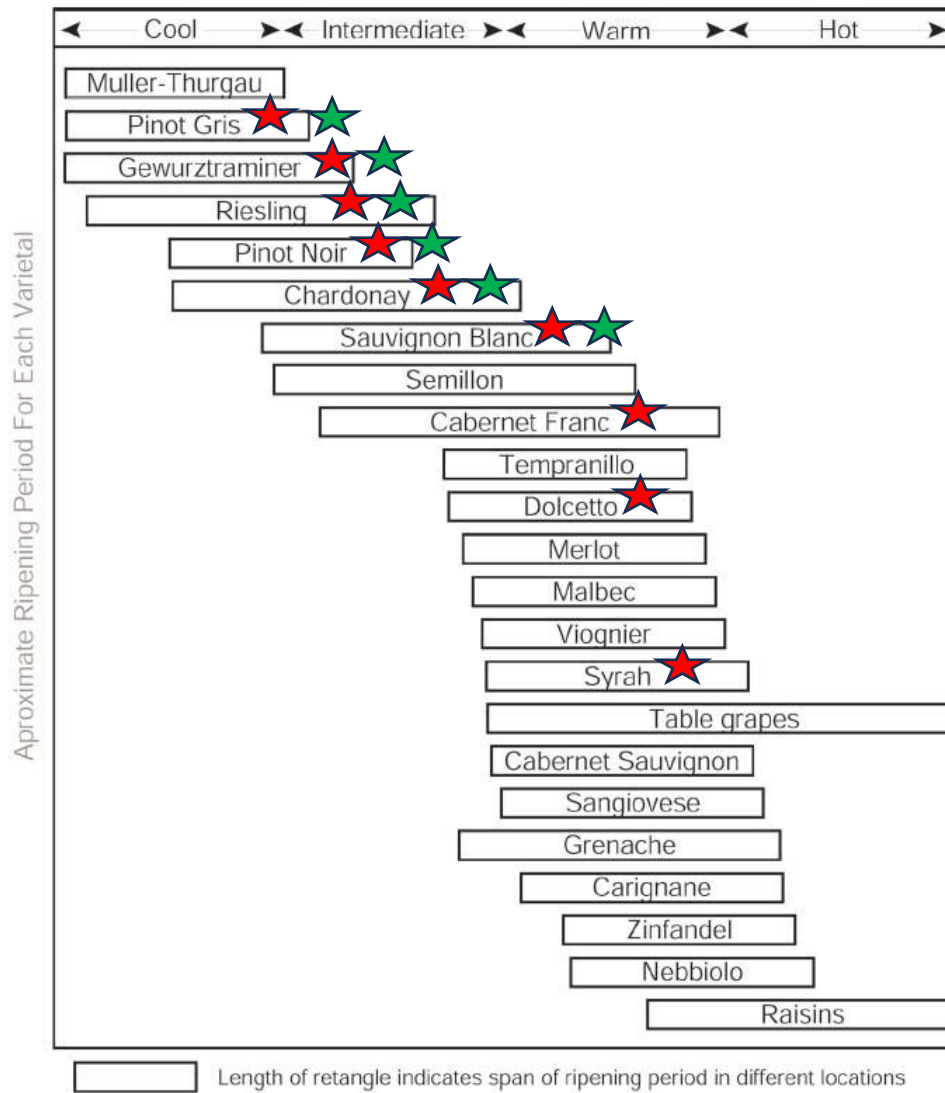 Cool Intermediate Warm Hot
Aproximate Ripening Period For Each Varietal
Muller-Thurgau
Pinot Gris
Gewurztraminer
Riesling
Pinot Noir
Chardonay
Sauvignon Blanc
Semillon
Cabernet Franc
Tempranillo
Dolcetto
Merlot
Malbec
Viognier
Syrah
Table grapes
Cabernet Sauvignon
Sangiovese
Grenache
Carignane
Zinfandel
Nebbiolo
Raisins
Length of retangle indicates span of ripening period in different locations